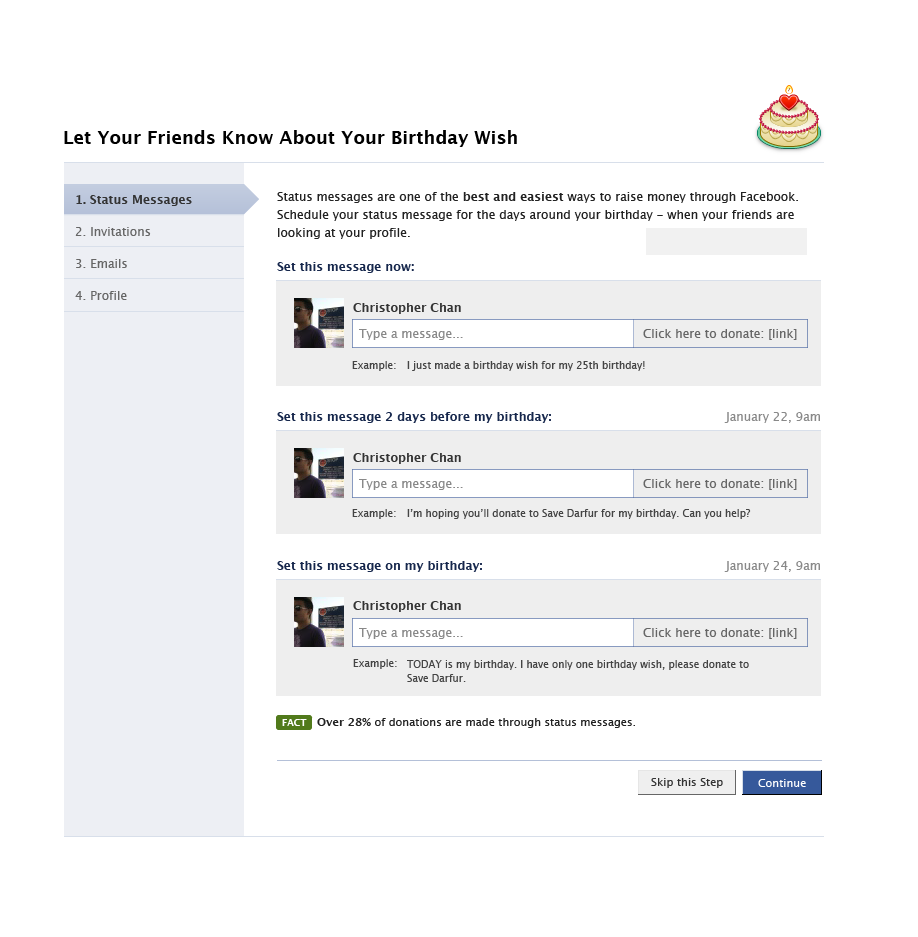 Let Your Friends Know About Your Birthday Wish
1. Status Messages
2. Invitations
3. Emails
4. Profile
Status messages are one of the best and easiest ways to raise money through Facebook.
Schedule your status message for the days around your birthday – when your friends are
looking at your profile.
Set this message now:
Christopher Chan
Type a message... Click here to donate: [link]
Example: I just made a birthday wish for my 25th birthday!
Set this message 2 days before my birthday: January 22, 9am
Christopher Chan
Type a message... Click here to donate: [link]
Example: I'm hoping you'll donate to Save Darfur for my birthday. Can you help?
Set this message on my birthday: January 24, 9am
Christopher Chan
Type a message... Click here to donate: [link]
Example: TODAY is my birthday. I have only one birthday wish, please donate to
Save Darfur.
FACT Over 28% of donations are made through status messages.
Skip this Step Continue